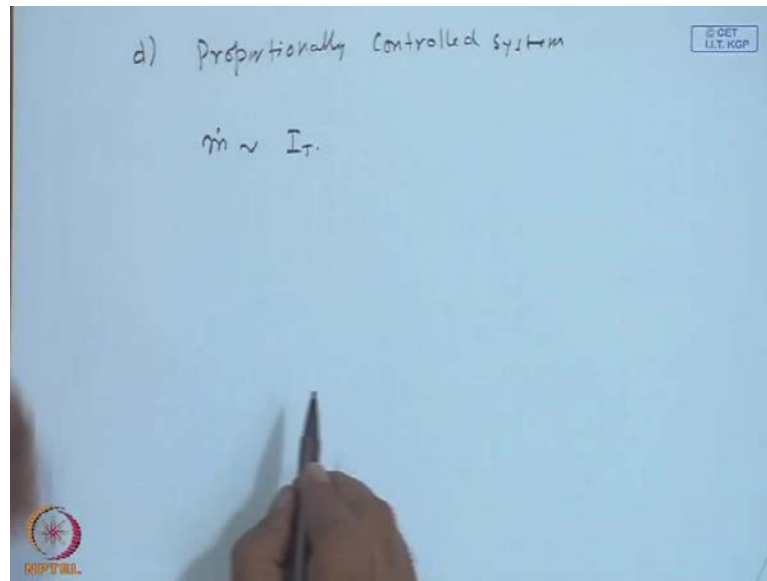 d) Proportionally Controlled system
© CET
I.I.T. KGP
ṁ ~ I_T.
NPTEL